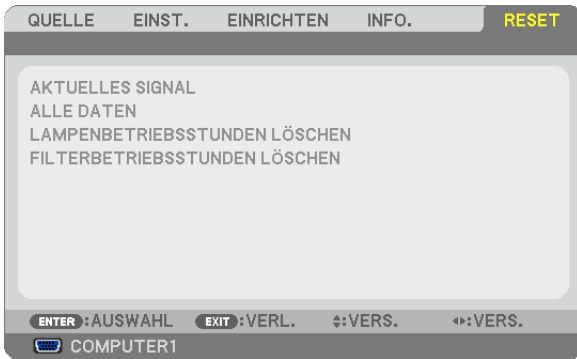 QUELLE EINST. EINRICHTEN INFO. RESET
AKTUELLES SIGNAL
ALLE DATEN
LAMPENBETRIEBSSTUNDEN LÖSCHEN
FILTERBETRIEBSSTUNDEN LÖSCHEN
ENTER :AUSWAHL EXIT :VERL. :VERS. :VERS.
COMPUTER1